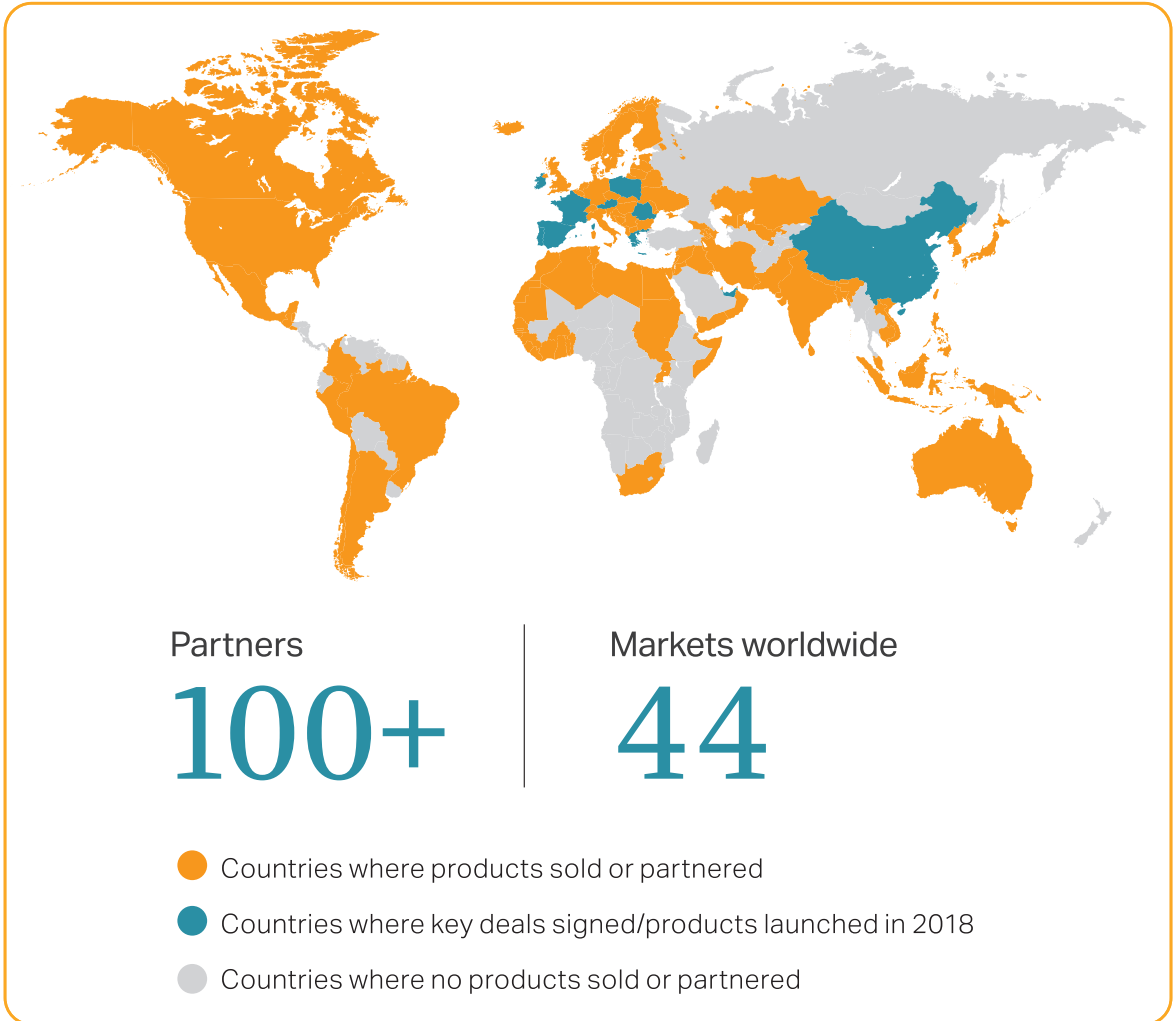 Partners
100+
Markets worldwide
44
Countries where products sold or partnered
Countries where key deals signed/products launched in 2018
Countries where no products sold or partnered